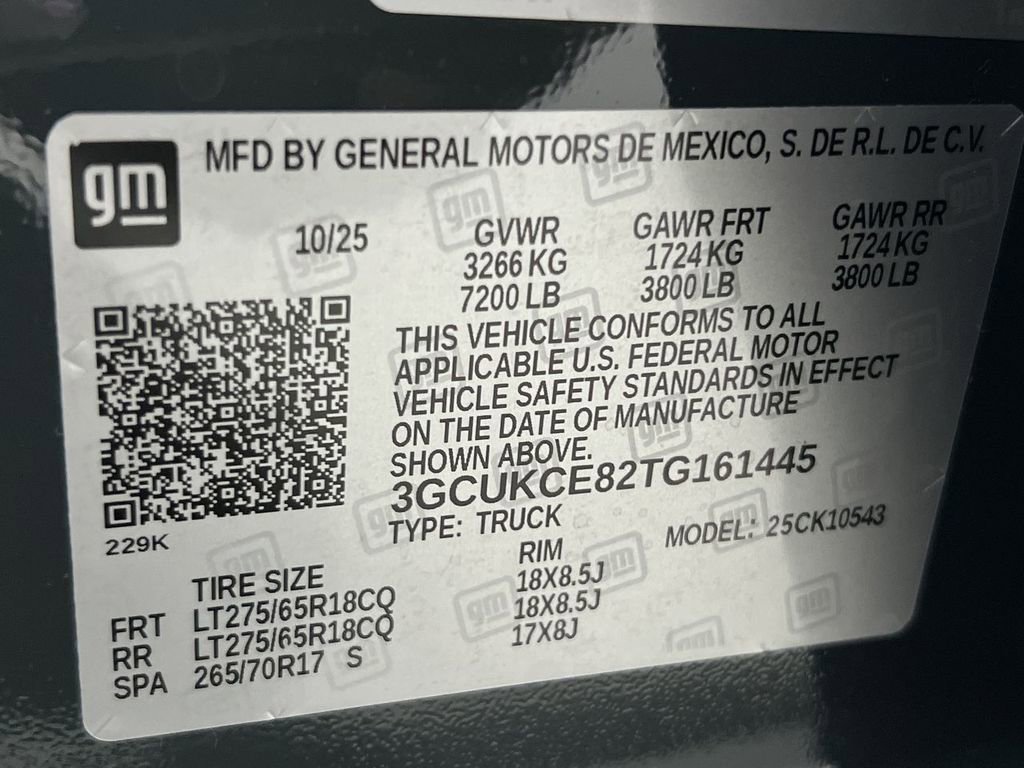 gm
MFD BY GENERAL MOTORS DE MEXICO, S. DE R.L. DE C.V.
10/25
GVWR GAWR FRT GAWR RR
3266 KG 1724 KG 1724 KG
7200 LB 3800 LB 3800 LB
THIS VEHICLE CONFORMS TO ALL
APPLICABLE U.S. FEDERAL MOTOR
VEHICLE SAFETY STANDARDS IN EFFECT
ON THE DATE OF MANUFACTURE
SHOWN ABOVE.
3GCUKCE82TG161445
TYPE: TRUCK MODEL: 25CK10543
229K
TIRE SIZE RIM
FRT LT275/65R18CQ 18X8.5J
RR LT275/65R18CQ 18X8.5J
SPA 265/70R17 S 17X8J